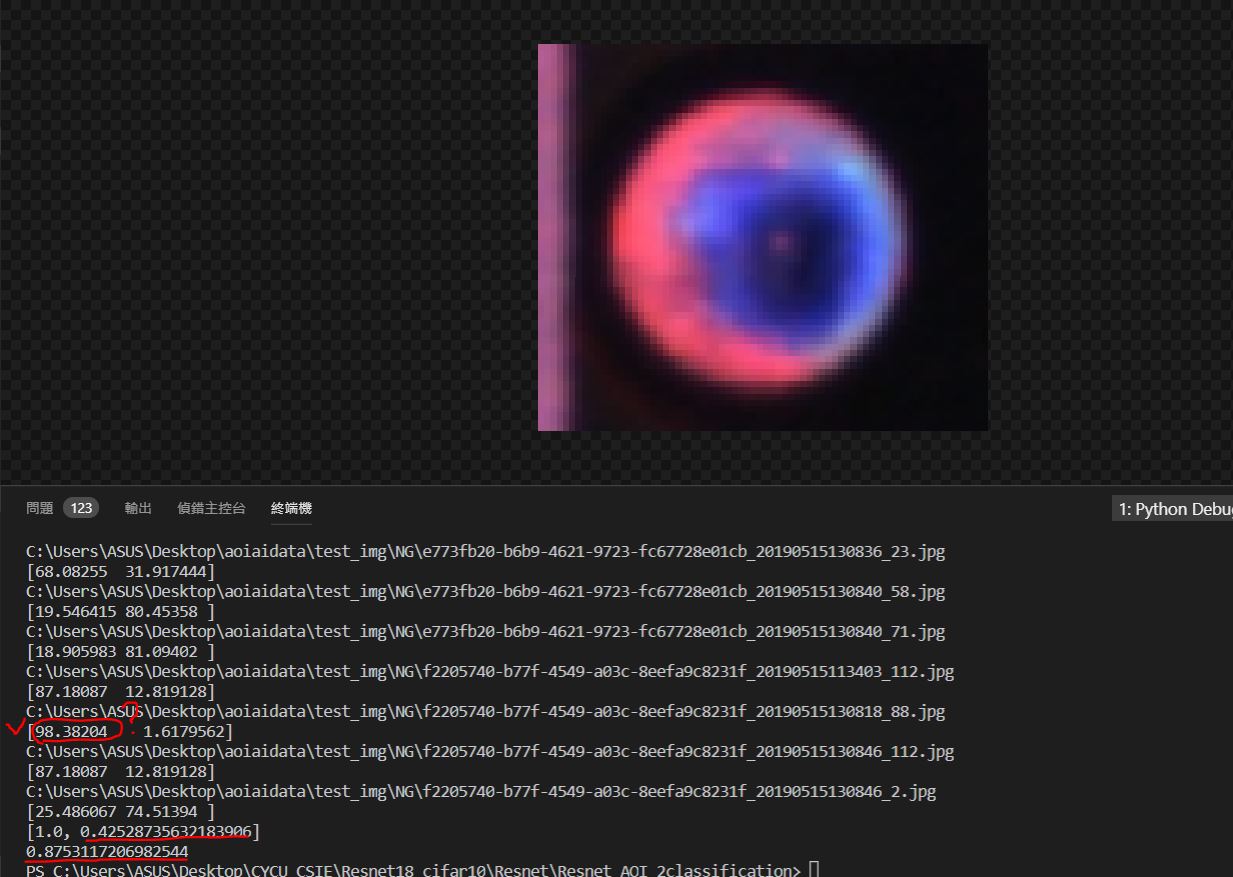 問題 123 輸出 偵錯主控台 終端機 1: Python Debu
C:\Users\ASUS\Desktop\aoiaidata\test_img\NG\e773fb20-b6b9-4621-9723-fc67728e01cb_20190515130836_23.jpg
[68.08255  31.917444]
C:\Users\ASUS\Desktop\aoiaidata\test_img\NG\e773fb20-b6b9-4621-9723-fc67728e01cb_20190515130840_58.jpg
[19.546415 80.45358 ]
C:\Users\ASUS\Desktop\aoiaidata\test_img\NG\e773fb20-b6b9-4621-9723-fc67728e01cb_20190515130840_71.jpg
[18.905983 81.09402 ]
C:\Users\ASUS\Desktop\aoiaidata\test_img\NG\f2205740-b77f-4549-a03c-8eefa9c8231f_20190515113403_112.jpg
[87.18087  12.819128]
C:\Users\ASUS\Desktop\aoiaidata\test_img\NG\f2205740-b77f-4549-a03c-8eefa9c8231f_20190515130818_88.jpg
[98.38204 ? 1.6179562]
C:\Users\ASUS\Desktop\aoiaidata\test_img\NG\f2205740-b77f-4549-a03c-8eefa9c8231f_20190515130846_112.jpg
[87.18087  12.819128]
C:\Users\ASUS\Desktop\aoiaidata\test_img\NG\f2205740-b77f-4549-a03c-8eefa9c8231f_20190515130846_2.jpg
[25.486067 74.51394 ]
[1.0, 0.42528735632183906]
0.8753117206982544
PS C:\Users\ASUS\Desktop\CYCU_CSIE\Resnet18_cifar10\Resnet\Resnet_AOI_2classification>